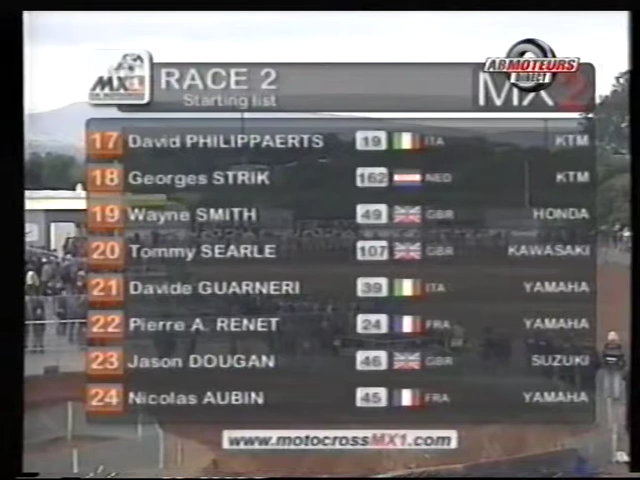 ABMOTEURS
DIRECT
MX1
RACE 2
Starting list
MX2
17 David PHILIPPAERTS 19 ITA KTM
18 Georges STRIK 162 NED KTM
19 Wayne SMITH 49 GBR HONDA
20 Tommy SEARLE 107 GBR KAWASAKI
21 Davide GUARNERI 39 ITA YAMAHA
22 Pierre A. RENET 24 FRA YAMAHA
23 Jason DOUGAN 46 GBR SUZUKI
24 Nicolas AUBIN 45 FRA YAMAHA
www.motocrossMX1.com